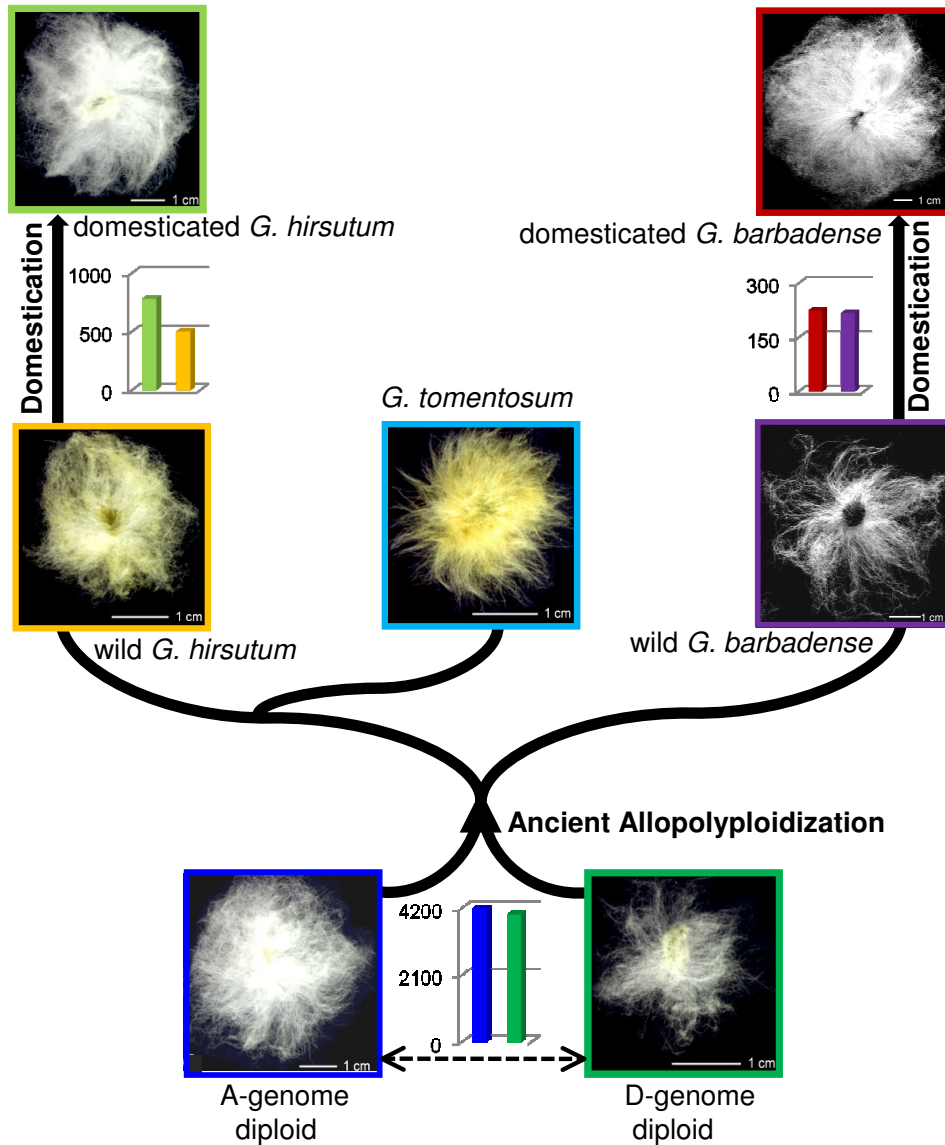 1 cm
1 cm
domesticated G. hirsutum
domesticated G. barbadense
Domestication
1000
500
0
Domestication
300
150
0
G. tomentosum
1 cm
1 cm
1 cm
wild G. hirsutum
wild G. barbadense
Ancient Allopolyploidization
4200
2100
0
1 cm
1 cm
A-genome
diploid
D-genome
diploid